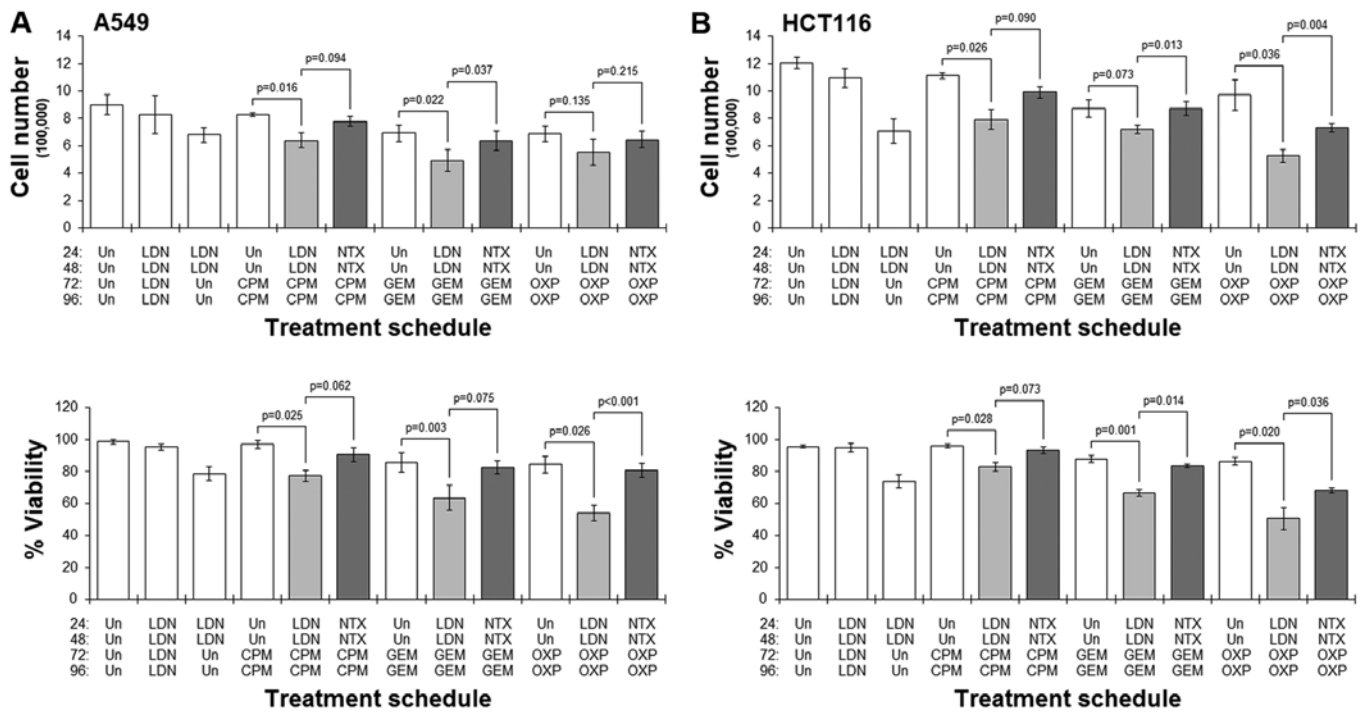 A A549
14
12
10
8
6
4
2
0
Cell number
(100,000)
p=0.016
p=0.094
p=0.022
p=0.037
p=0.135
p=0.215
24: Un LDN LDN Un LDN NTX Un LDN NTX Un LDN NTX
48: Un LDN LDN Un LDN NTX Un LDN NTX Un LDN NTX
72: Un LDN Un CPM CPM CPM GEM GEM GEM OXP OXP OXP
96: Un LDN Un CPM CPM CPM GEM GEM GEM OXP OXP OXP
Treatment schedule
B HCT116
14
12
10
8
6
4
2
0
Cell number
(100,000)
p=0.026
p=0.090
p=0.073
p=0.013
p=0.036
p=0.004
24: Un LDN LDN Un LDN NTX Un LDN NTX Un LDN NTX
48: Un LDN LDN Un LDN NTX Un LDN NTX Un LDN NTX
72: Un LDN Un CPM CPM CPM GEM GEM GEM OXP OXP OXP
96: Un LDN Un CPM CPM CPM GEM GEM GEM OXP OXP OXP
Treatment schedule
120
100
80
60
40
20
0
% Viability
p=0.025
p=0.062
p=0.003
p=0.075
p=0.026
p<0.001
24: Un LDN LDN Un LDN NTX Un LDN NTX Un LDN NTX
48: Un LDN LDN Un LDN NTX Un LDN NTX Un LDN NTX
72: Un LDN Un CPM CPM CPM GEM GEM GEM OXP OXP OXP
96: Un LDN Un CPM CPM CPM GEM GEM GEM OXP OXP OXP
Treatment schedule
120
100
80
60
40
20
0
% Viability
p=0.028
p=0.073
p=0.001
p=0.014
p=0.020
p=0.036
24: Un LDN LDN Un LDN NTX Un LDN NTX Un LDN NTX
48: Un LDN LDN Un LDN NTX Un LDN NTX Un LDN NTX
72: Un LDN Un CPM CPM CPM GEM GEM GEM OXP OXP OXP
96: Un LDN Un CPM CPM CPM GEM GEM GEM OXP OXP OXP
Treatment schedule